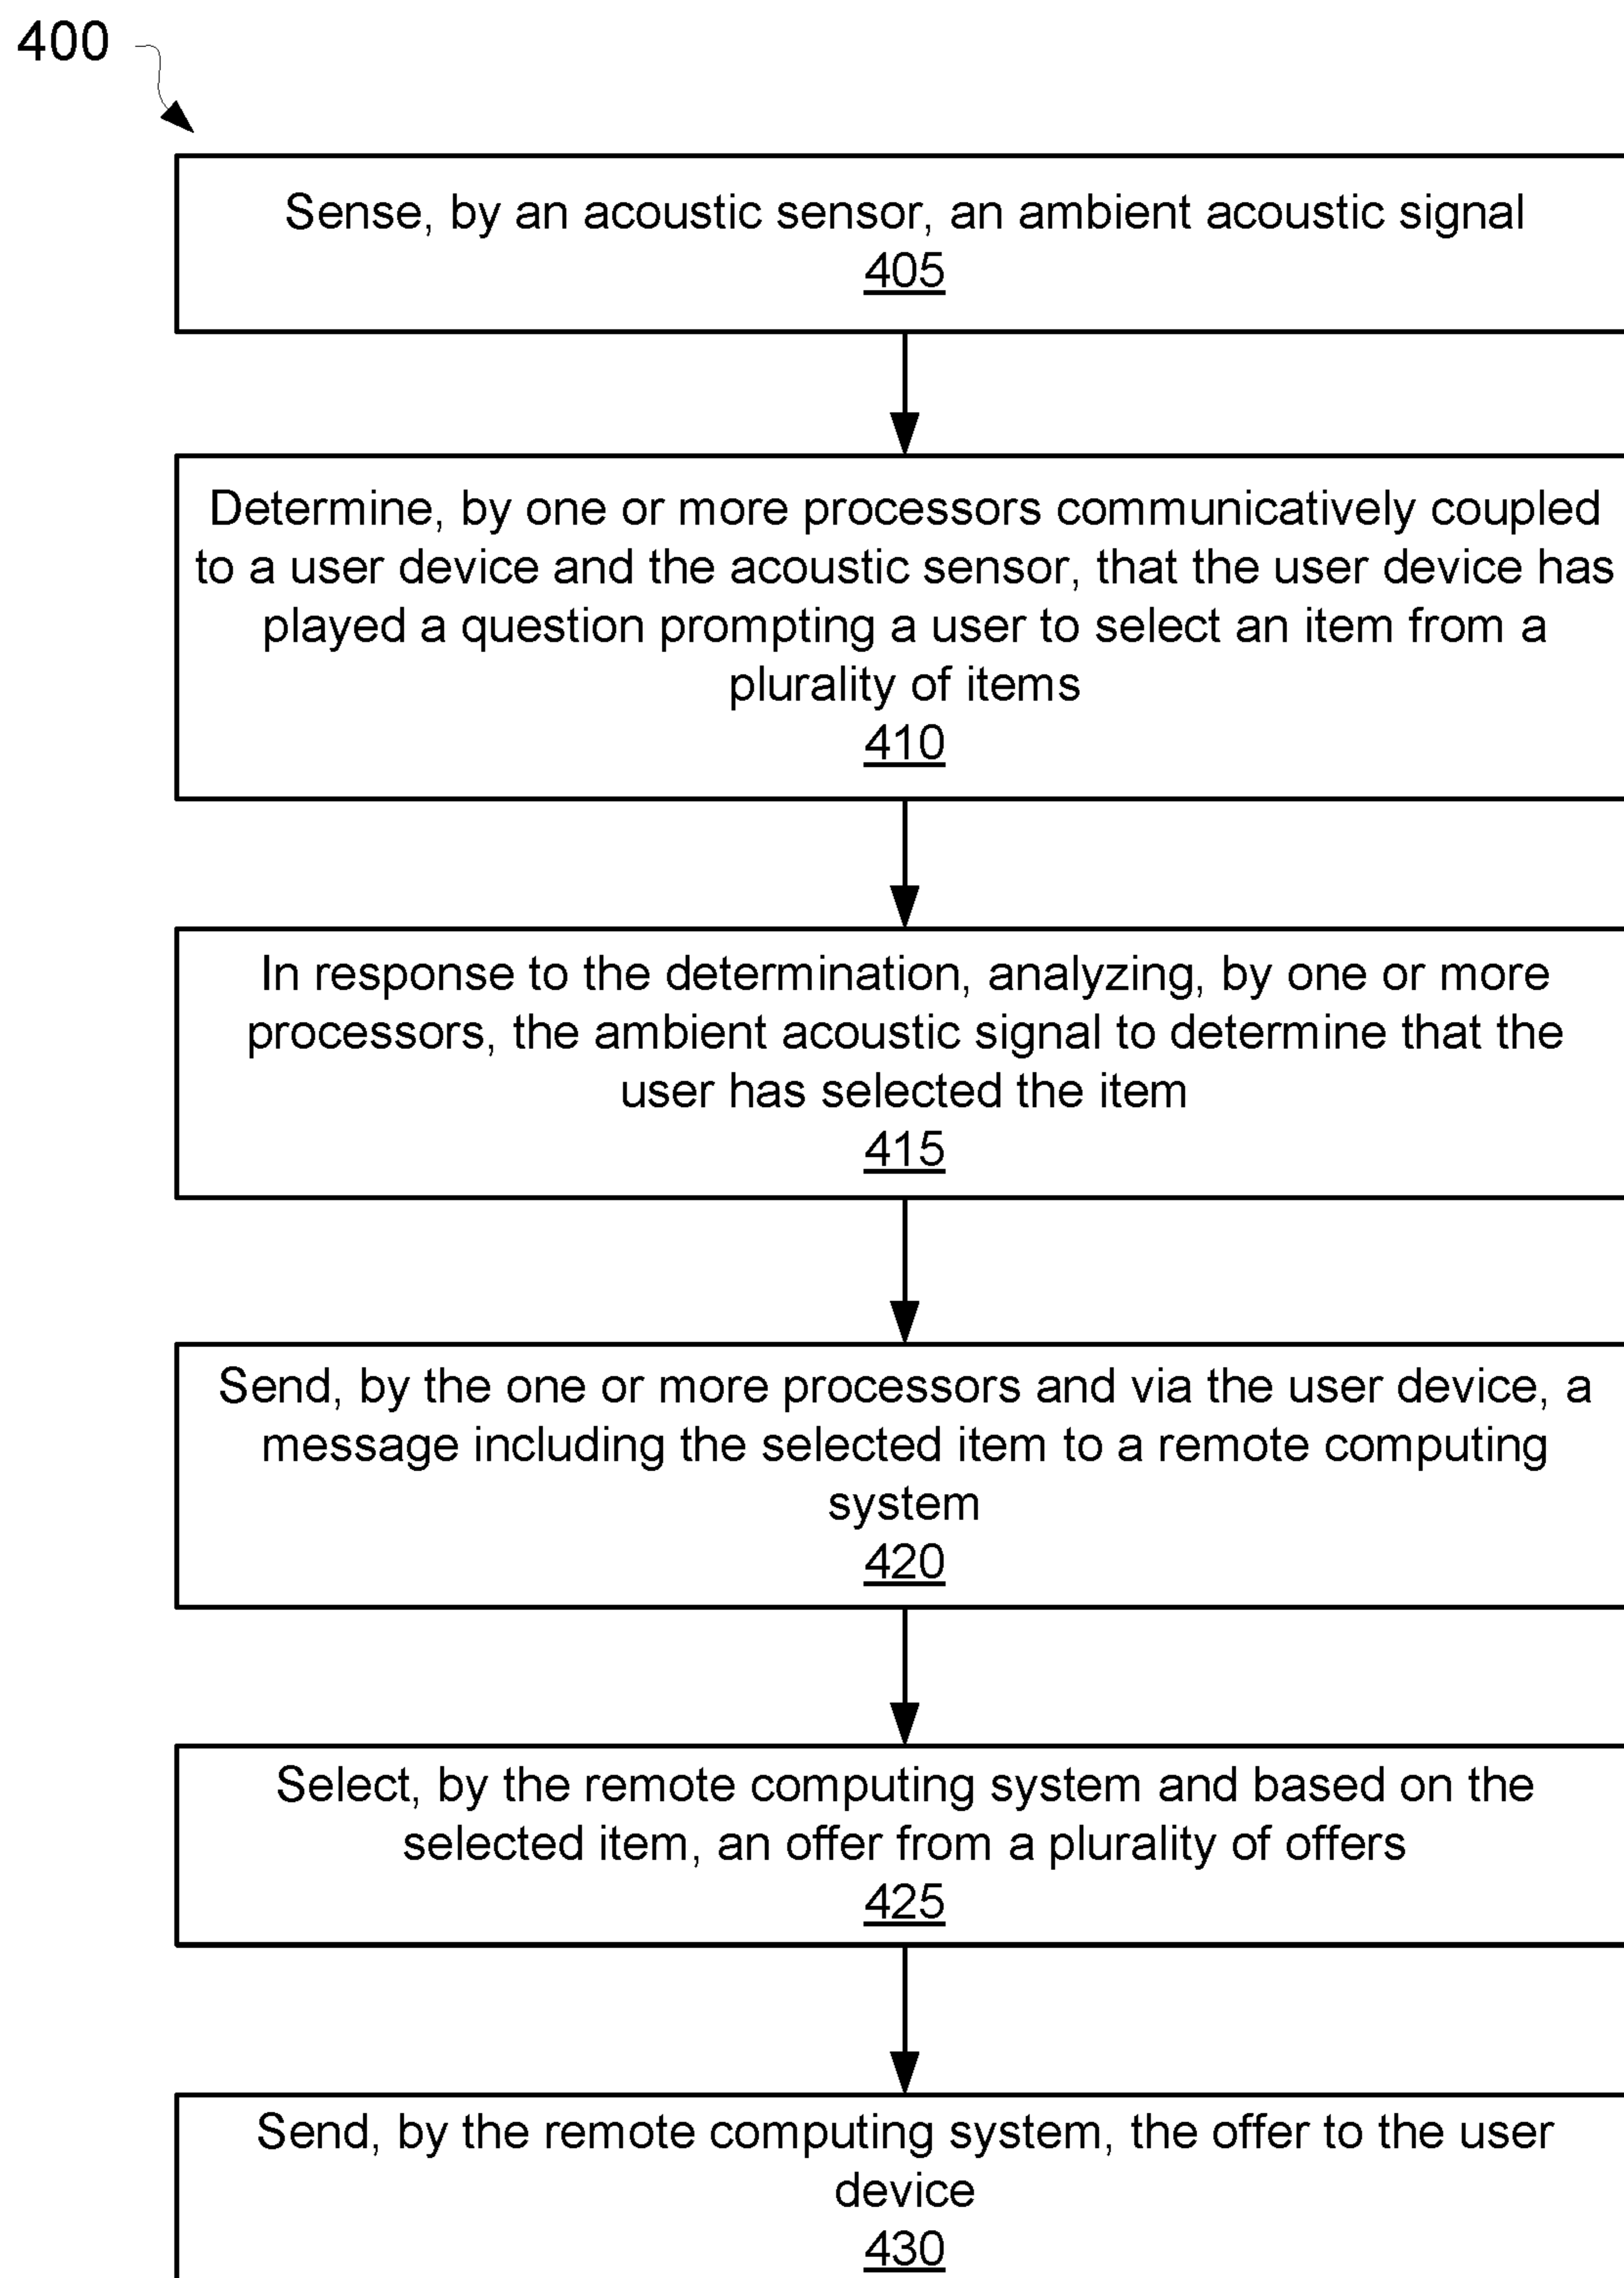 400
Sense, by an acoustic sensor, an ambient acoustic signal
405
Determine, by one or more processors communicatively coupled
to a user device and the acoustic sensor, that the user device has
played a question prompting a user to select an item from a
plurality of items
410
In response to the determination, analyzing, by one or more
processors, the ambient acoustic signal to determine that the
user has selected the item
415
Send, by the one or more processors and via the user device, a
message including the selected item to a remote computing
system
420
Select, by the remote computing system and based on the
selected item, an offer from a plurality of offers
425
Send, by the remote computing system, the offer to the user
device
430